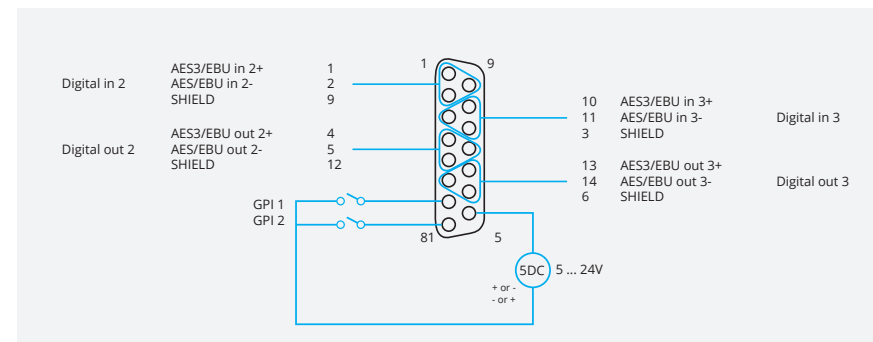 1 9
AES3/EBU in 2+ 1
Digital in 2 AES/EBU in 2- 2
SHIELD 9
10 AES3/EBU in 3+
11 AES/EBU in 3- Digital in 3
3 SHIELD
AES3/EBU out 2+ 4
Digital out 2 AES/EBU out 2- 5
SHIELD 12
13 AES3/EBU out 3+
14 AES/EBU out 3- Digital out 3
6 SHIELD
GPI 1
GPI 2
81 5
5DC 5 ... 24V
+ or -
- or +